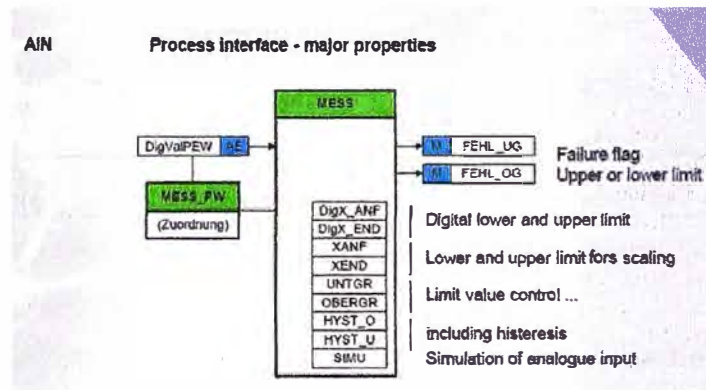 AIN Process interface - major properties
MESS
DigValPEW AE
M FEHL_UG
M FEHL_OG
Failure flag
Upper or lower limit
MESS_PW
(Zuordnung)
DigX_ANF
DigX_END
Digital lower and upper limit
XANF
XEND
Lower and upper limit fors scaling
UNTGR
OBERGR
Limit value control ...
HYST_O
HYST_U
including histeresis
SIMU
Simulation of analogue input